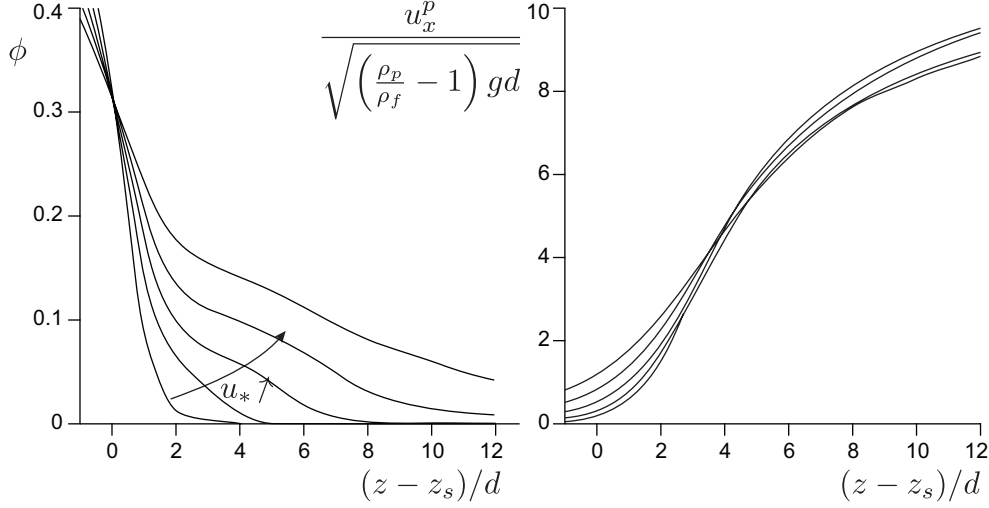 0.4
ϕ
0.3
0.2
0.1
0
u_* ↗
0 2 4 6 8 10 12
(z − z_s)/d
u_x^p / √((ρ_p/ρ_f − 1) gd)
10
8
6
4
2
0
0 2 4 6 8 10 12
(z − z_s)/d